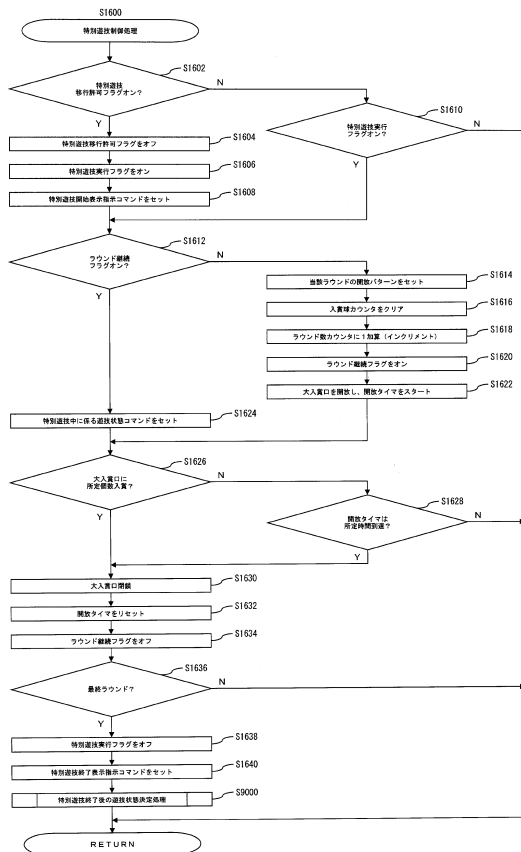 S1600
特別遊技制御処理
S1602
特別遊技
移行許可フラグオン？
N
Y
S1610
特別遊技実行
フラグオン？
N
Y
S1604
特別遊技移行許可フラグをオフ
S1606
特別遊技実行フラグをオン
S1608
特別遊技開始表示指示コマンドをセット
S1612
ラウンド継続
フラグオン？
N
Y
S1614
当該ラウンドの開放パターンをセット
S1616
入賞球カウンタをクリア
S1618
ラウンド数カウンタに１加算（インクリメント）
S1620
ラウンド継続フラグをオン
S1622
大入賞口を開放し、開放タイマをスタート
S1624
特別遊技中に係る遊技状態コマンドをセット
S1626
大入賞口に
所定個数入賞？
N
Y
S1628
開放タイマは
所定時間到達？
N
Y
S1630
大入賞口閉鎖
S1632
開放タイマをリセット
S1634
ラウンド継続フラグをオフ
S1636
最終ラウンド？
N
Y
S1638
特別遊技実行フラグをオフ
S1640
特別遊技終了表示指示コマンドをセット
S9000
特別遊技終了後の遊技状態決定処理
RETURN